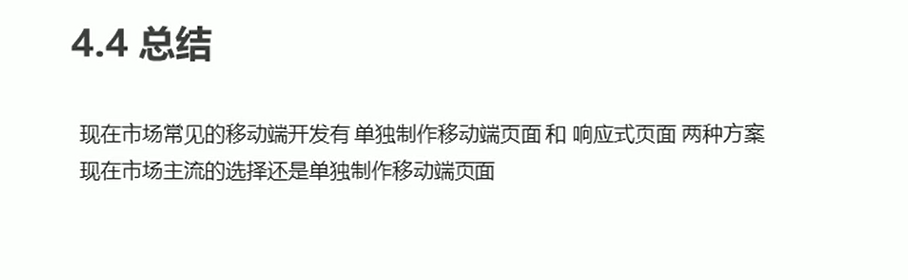 4.4 总结
现在市场常见的移动端开发有 单独制作移动端页面 和 响应式页面 两种方案
现在市场主流的选择还是单独制作移动端页面